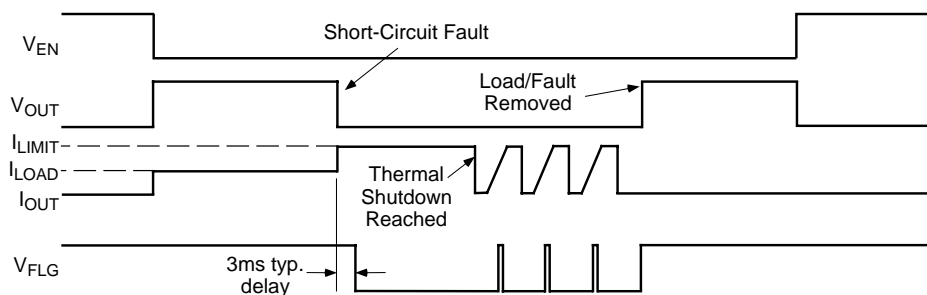 V_EN
Short-Circuit Fault
V_OUT
Load/Fault
Removed
I_LIMIT
I_LOAD
I_OUT
Thermal
Shutdown
Reached
V_FLG
3ms typ.
delay